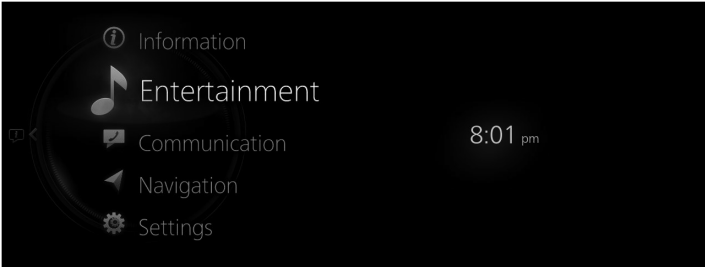 Information
Entertainment
Communication
Navigation
Settings
8:01 pm